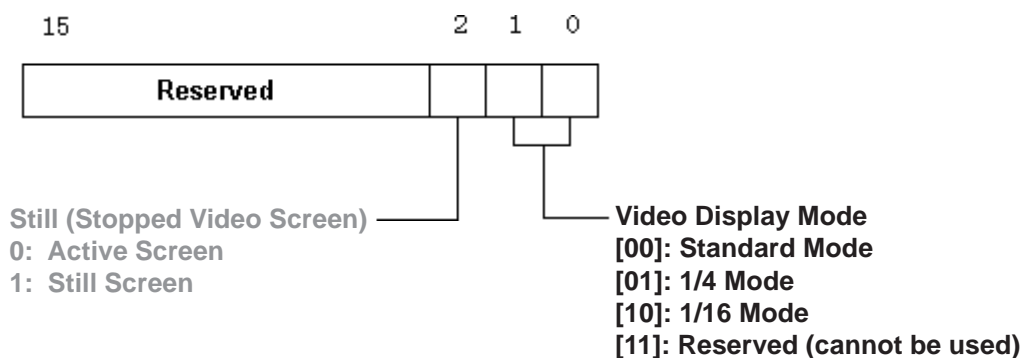 15 2 1 0
Reserved
Still (Stopped Video Screen)
0: Active Screen
1: Still Screen
Video Display Mode
[00]: Standard Mode
[01]: 1/4 Mode
[10]: 1/16 Mode
[11]: Reserved (cannot be used)